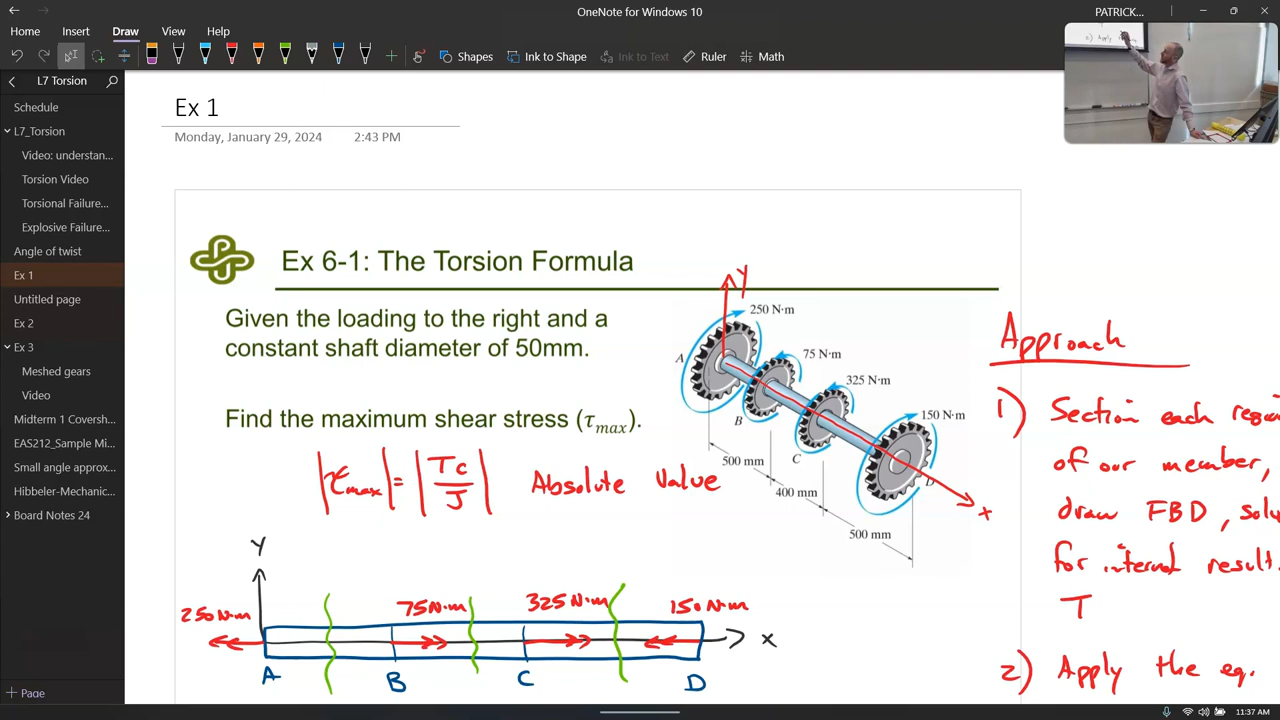 OneNote for Windows 10
PATRICK...
Home Insert Draw View Help
Shapes Ink to Shape Ink to Text Ruler Math
L7 Torsion
Schedule
L7_Torsion
Video: understan...
Torsion Video
Torsional Failure...
Explosive Failure...
Angle of twist
Ex 1
Untitled page
Ex 2
Ex 3
Meshed gears
Video
Midterm 1 Coversh...
EAS212_Sample Mi...
Small angle approx...
Hibbeler-Mechanic...
Board Notes 24
Page
Ex 1
Monday, January 29, 2024 2:43 PM
Ex 6-1: The Torsion Formula
Given the loading to the right and a
constant shaft diameter of 50mm.
Find the maximum shear stress (τmax).
|τmax| = |Tc/J| Absolute Value
y
250 N·m
A
75 N·m
325 N·m
B
150 N·m
C
500 mm
D
400 mm
x
500 mm
Y
250N·m 75N·m 325N·m 150N·m
x
A B C D
Approach
1) Section each
of our member,
draw FBD,
for internal
T
2) Apply the eq.
11:37 AM